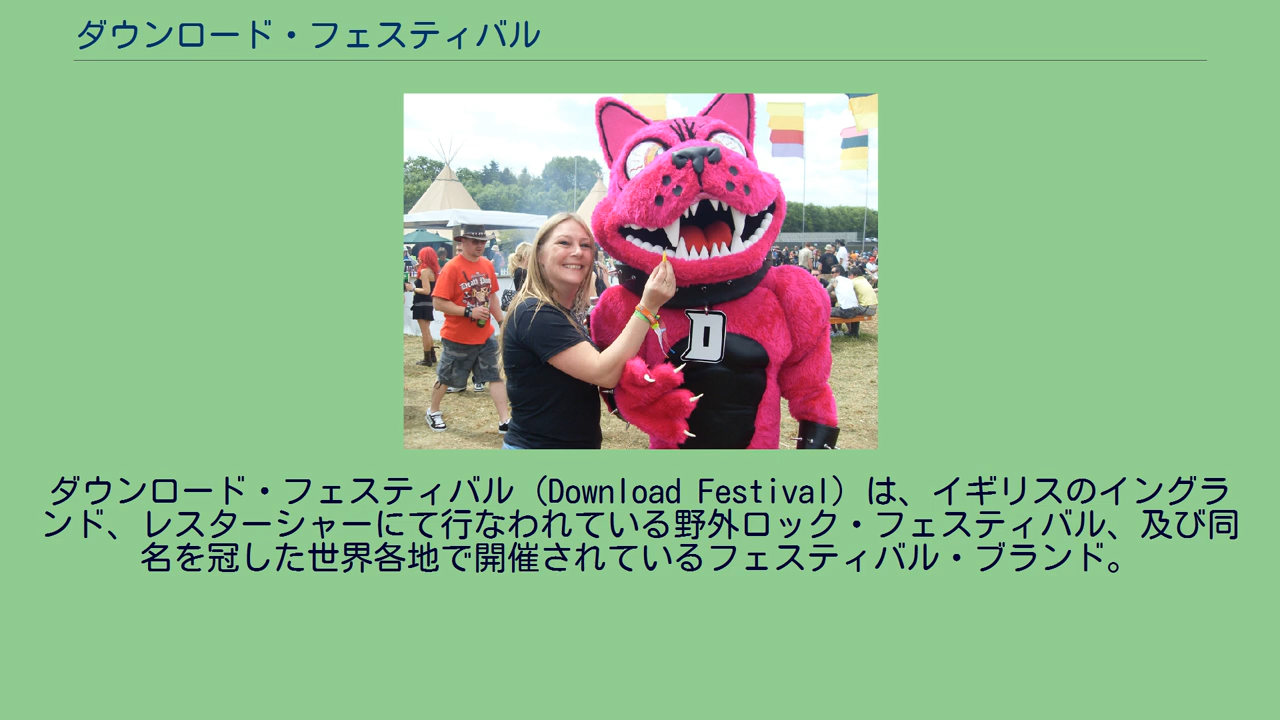 ダウンロード・フェスティバル
D
ダウンロード・フェスティバル（Download Festival）は、イギリスのイングラ
ンド、レスターシャーにて行なわれている野外ロック・フェスティバル、及び同
名を冠した世界各地で開催されているフェスティバル・ブランド。